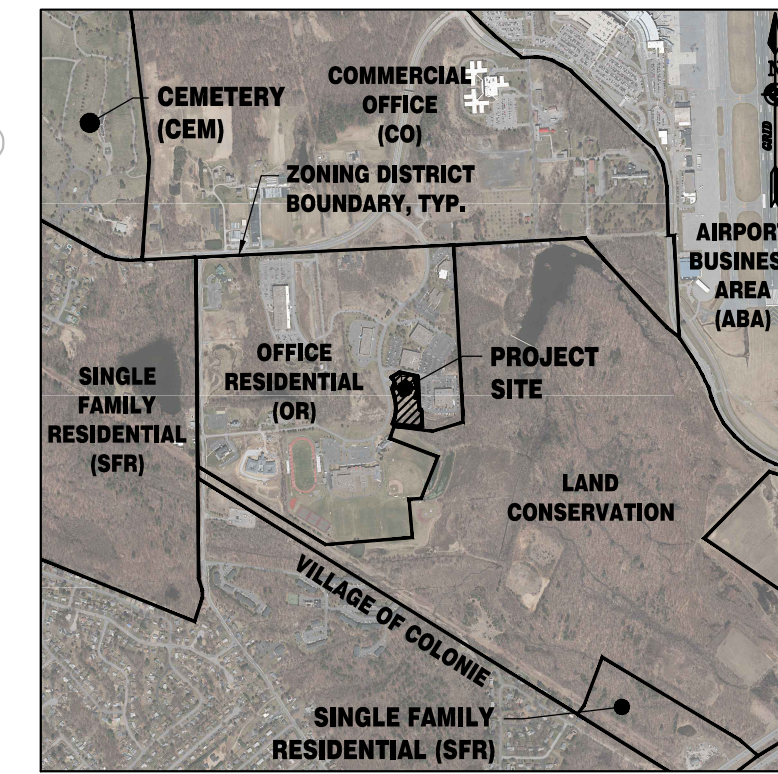 CEMETERY
(CEM)
COMMERCIAL
OFFICE
(CO)
ZONING DISTRICT
BOUNDARY, TYP.
GRID
AIRPORT
BUSINES
AREA
(ABA)
OFFICE
RESIDENTIAL
(OR)
PROJECT
SITE
SINGLE
FAMILY
RESIDENTIAL
(SFR)
LAND
CONSERVATION
VILLAGE OF COLONIE
SINGLE FAMILY
RESIDENTIAL (SFR)